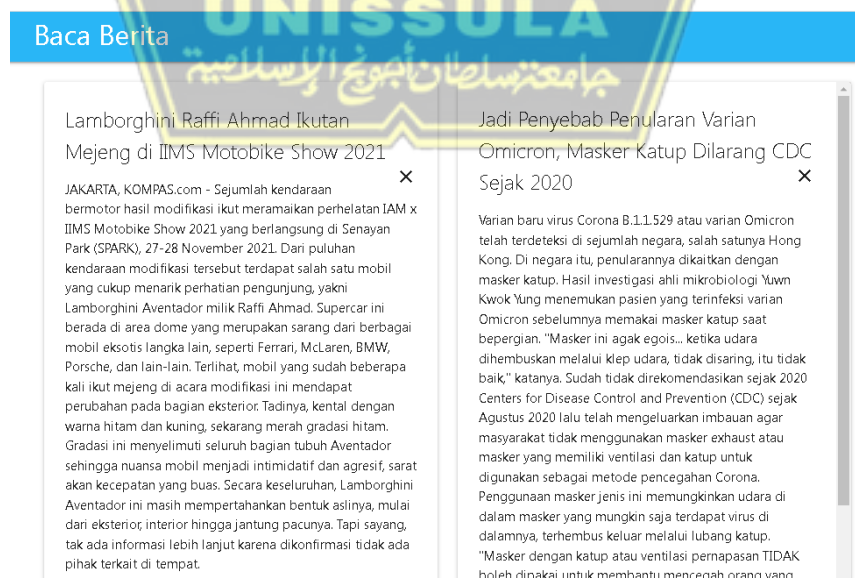 UNISSULA
Baca Berita
جامعتسلطان أجونج الإسلامية
Lamborghini Raffi Ahmad Ikutan
Mejeng di IIMS Motobike Show 2021
JAKARTA, KOMPAS.com - Sejumlah kendaraan
bermotor hasil modifikasi ikut meramaikan perhelatan IAM x
IIMS Motobike Show 2021 yang berlangsung di Senayan
Park (SPARK), 27-28 November 2021. Dari puluhan
kendaraan modifikasi tersebut terdapat salah satu mobil
yang cukup menarik perhatian pengunjung, yakni
Lamborghini Aventador milik Raffi Ahmad. Supercar ini
berada di area dome yang merupakan sarang dari berbagai
mobil eksotis langka lain, seperti Ferrari, McLaren, BMW,
Porsche, dan lain-lain. Terlihat, mobil yang sudah beberapa
kali ikut mejeng di acara modifikasi ini mendapat
perubahan pada bagian eksterior. Tadinya, kental dengan
warna hitam dan kuning, sekarang merah gradasi hitam.
Gradasi ini menyelimuti seluruh bagian tubuh Aventador
sehingga nuansa mobil menjadi intimidatif dan agresif, sarat
akan kecepatan yang buas. Secara keseluruhan, Lamborghini
Aventador ini masih mempertahankan bentuk aslinya, mulai
dari eksterior, interior hingga jantung pacunya. Tapi sayang,
tak ada informasi lebih lanjut karena dikonfirmasi tidak ada
pihak terkait di tempat.
Jadi Penyebab Penularan Varian
Omicron, Masker Katup Dilarang CDC
Sejak 2020
Varian baru virus Corona B.1.1.529 atau varian Omicron
telah terdeteksi di sejumlah negara, salah satunya Hong
Kong. Di negara itu, penularannya dikaitkan dengan
masker katup. Hasil investigasi ahli mikrobiologi Yuwn
Kwok Yung menemukan pasien yang terinfeksi varian
Omicron sebelumnya memakai masker katup saat
bepergian. "Masker ini agak egois... ketika udara
dihembuskan melalui klep udara, tidak disaring, itu tidak
baik," katanya. Sudah tidak direkomendasikan sejak 2020
Centers for Disease Control and Prevention (CDC) sejak
Agustus 2020 lalu telah mengeluarkan imbauan agar
masyarakat tidak menggunakan masker exhaust atau
masker yang memiliki ventilasi dan katup untuk
digunakan sebagai metode pencegahan Corona.
Penggunaan masker jenis ini memungkinkan udara di
dalam masker yang mungkin saja terdapat virus di
dalamnya, terhembus keluar melalui lubang katup.
"Masker dengan katup atau ventilasi pernapasan TIDAK
boleh dipakai untuk membantu mencegah orang yang